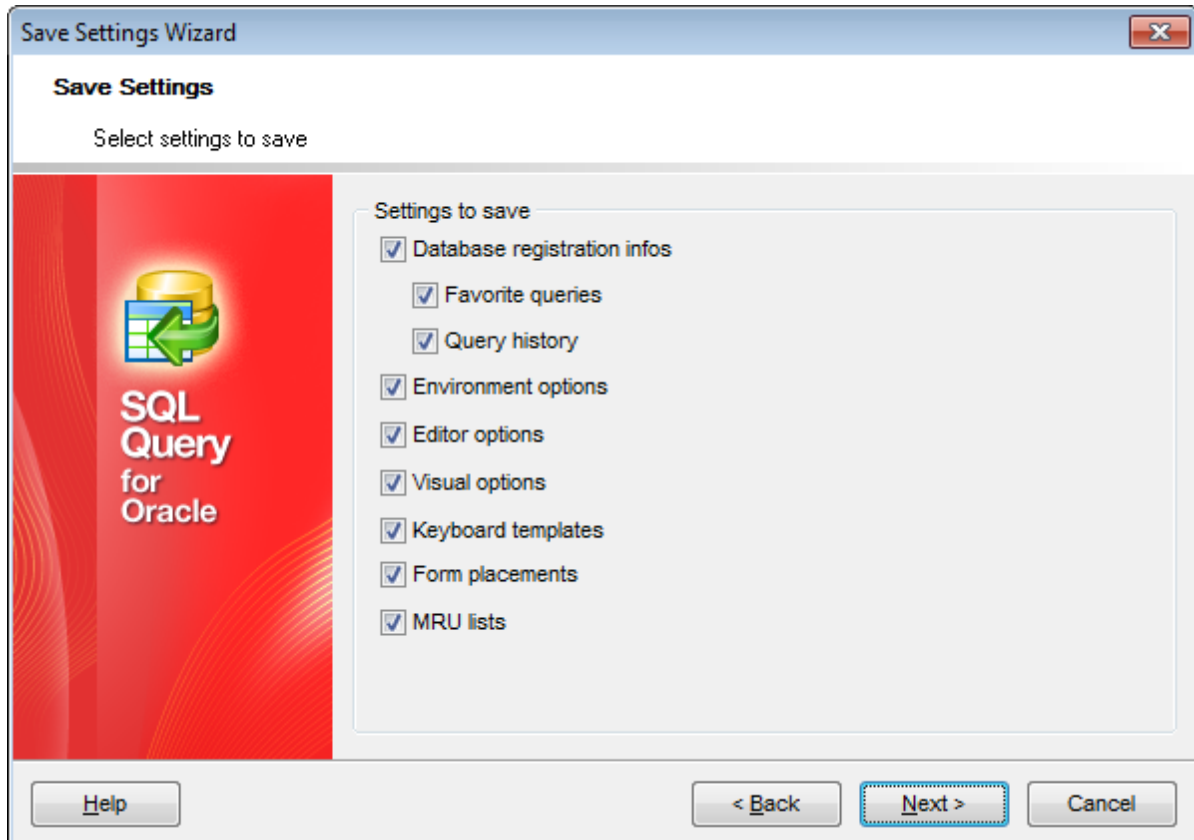 Save Settings Wizard
Save Settings
Select settings to save
SQL
Query
for
Oracle
Settings to save
Database registration infos
Favorite queries
Query history
Environment options
Editor options
Visual options
Keyboard templates
Form placements
MRU lists
Help
< Back
Next >
Cancel